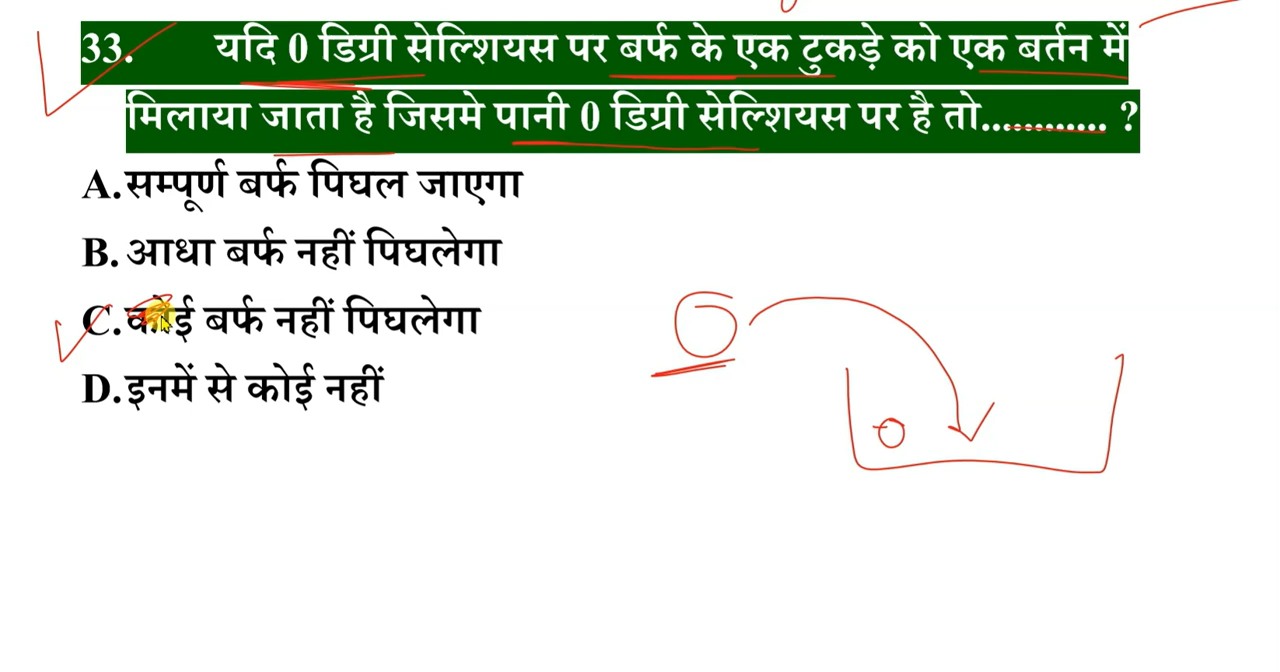 33. यदि 0 डिग्री सेल्शियस पर बर्फ के एक टुकड़े को एक बर्तन में
मिलाया जाता है जिसमे पानी 0 डिग्री सेल्शियस पर है तो............ ?
A.सम्पूर्ण बर्फ पिघल जाएगा
B. आधा बर्फ नहीं पिघलेगा
C.कोई बर्फ नहीं पिघलेगा
D.इनमें से कोई नहीं
0
0